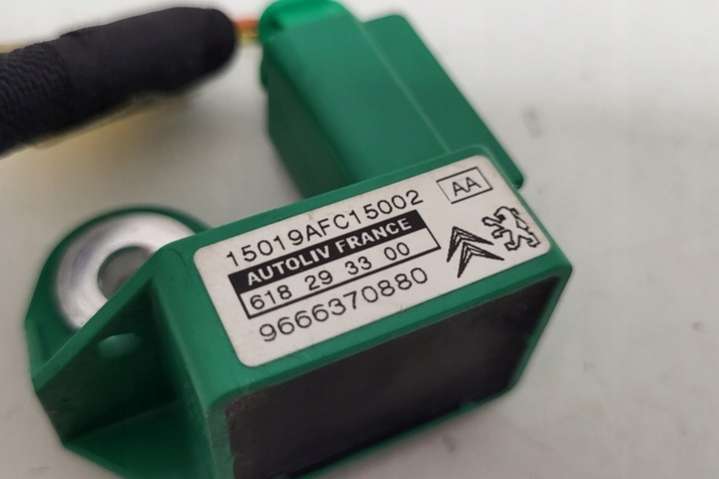 15019AFC15002
AA
AUTOLIV FRANCE
618 29 33 00
9666370880